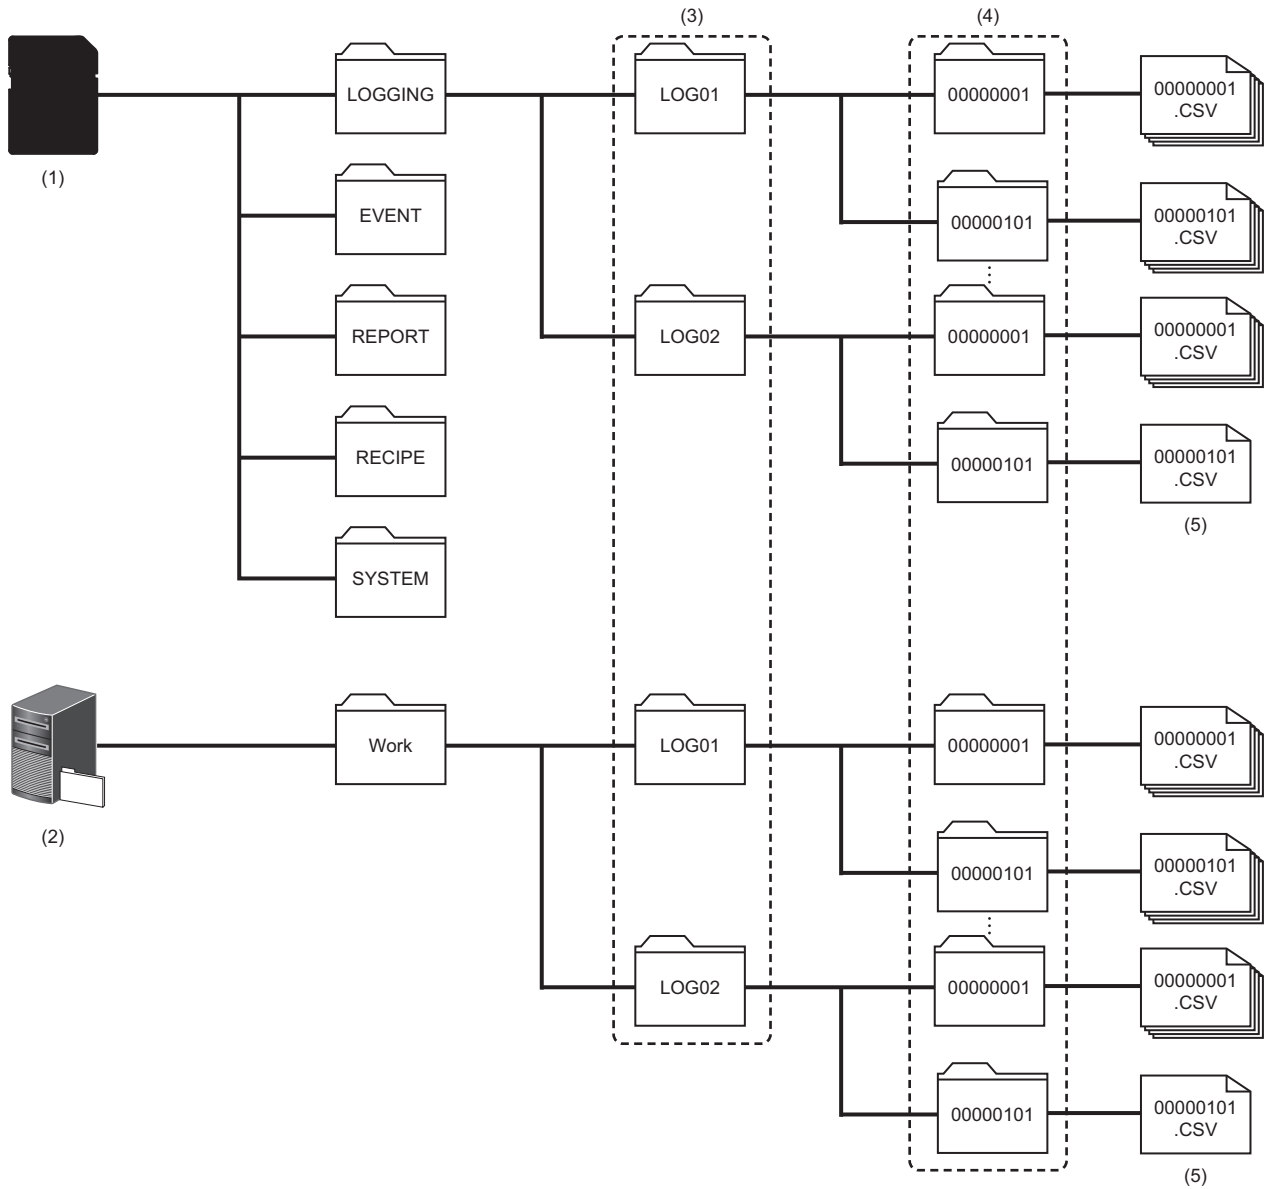 (3)
(4)
LOGGING
LOG01
00000001
00000001
.CSV
(1)
EVENT
00000101
00000101
.CSV
REPORT
LOG02
00000001
00000001
.CSV
RECIPE
00000101
00000101
.CSV
(5)
SYSTEM
Work
LOG01
00000001
00000001
.CSV
(2)
00000101
00000101
.CSV
LOG02
00000001
00000001
.CSV
00000101
00000101
.CSV
(5)